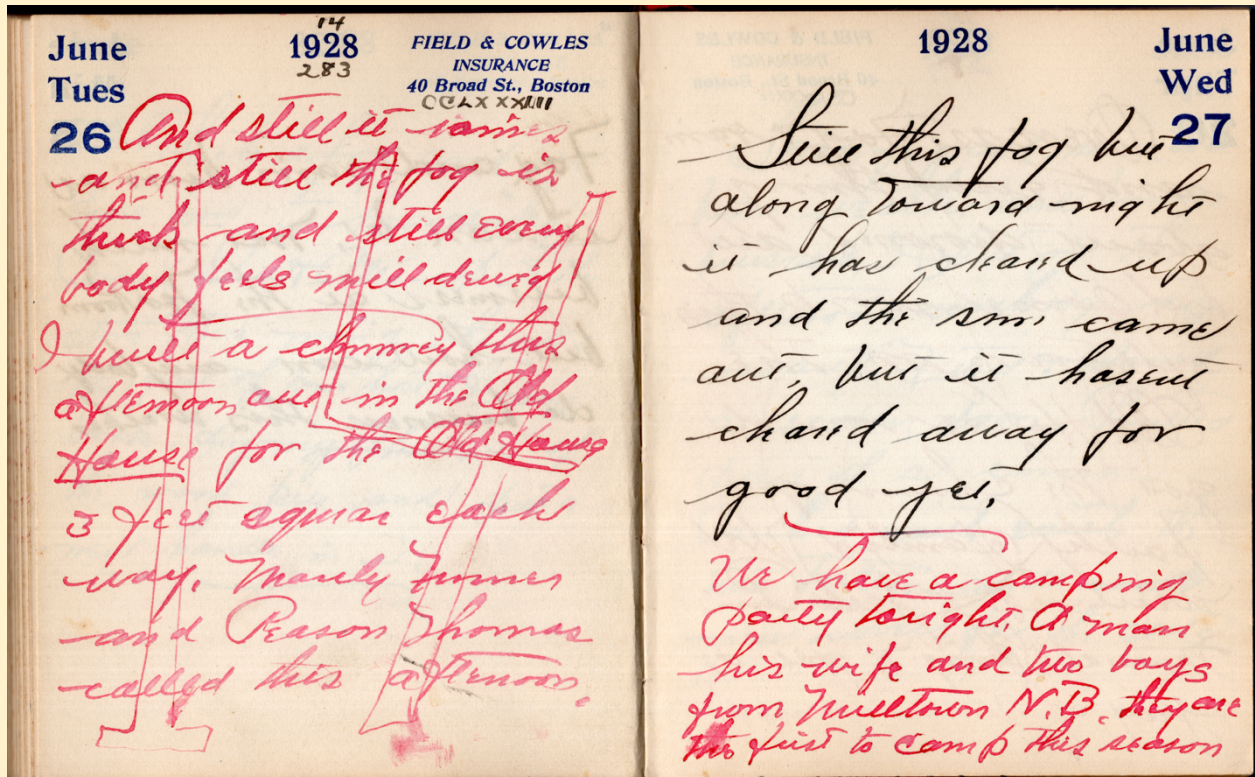 June
Tues
26
14
1928
283
FIELD & COWLES
INSURANCE
40 Broad St., Boston
CCLXXXIII
And still it raines
and still the fog is
thick and still every
body feels mill dewed
I built a chimney this
afternoon out in the Old
House for the Old House
3 feet square each
way. Manly Turner
and Reason Thomas
called this afternoon.
1928
June
Wed
27
Still this fog but
along toward night
it has cleared up
and the sun came
out, but it hasent
cleared away for
good yet.
We have a camping
party tonight. A man
his wife and two boys
from Milltown N.B. they are
the first to camp this season